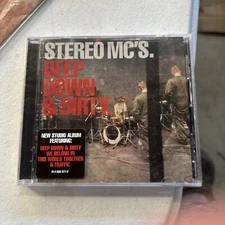 STEREO MC'S.
DEEP
DOWN
& DIRTY
NEW STUDIO ALBUM
FEATURING:
DEEP DOWN & DIRTY
WE BELONG IN
THIS WORLD TOGETHER
& TRAFFIC